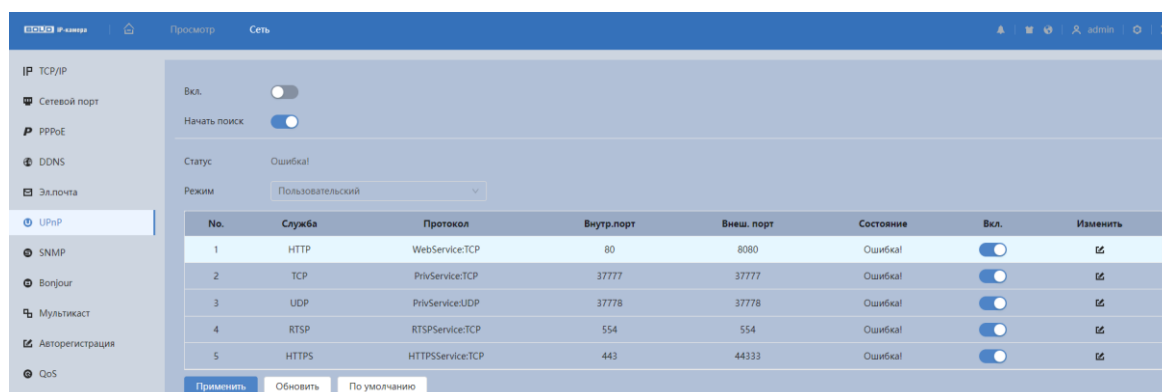 BOLID IP-камера Просмотр Сеть admin
IP TCP/IP
Сетевой порт
P PPPoE
DDNS
Эл.почта
UPnP
SNMP
Bonjour
Мультикаст
Авторегистрация
QoS
Вкл.
Начать поиск
Статус Ошибка!
Режим Пользовательский
No. Служба Протокол Внутр.порт Внеш. порт Состояние Вкл. Изменить
1 HTTP WebService:TCP 80 8080 Ошибка!
2 TCP PrivService:TCP 37777 37777 Ошибка!
3 UDP PrivService:UDP 37778 37778 Ошибка!
4 RTSP RTSPService:TCP 554 554 Ошибка!
5 HTTPS HTTPSService:TCP 443 44333 Ошибка!
Применить Обновить По умолчанию